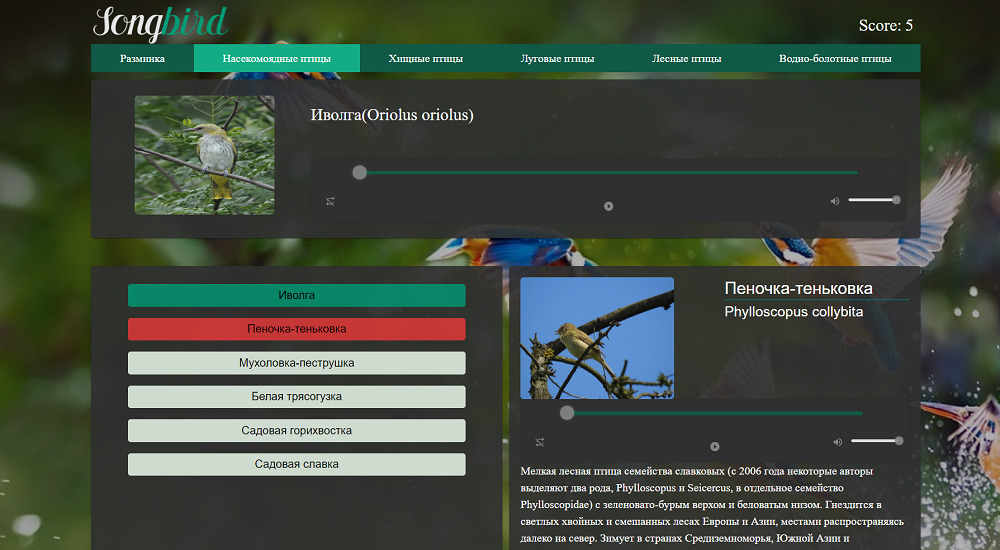 Songbird
Score: 5
Разминка Насекомоядные птицы Хищные птицы Луговые птицы Лесные птицы Водно-болотные птицы
Иволга(Oriolus oriolus)
Иволга
Пеночка-теньковка
Мухоловка-пеструшка
Белая трясогузка
Садовая горихвостка
Садовая славка
Пеночка-теньковка
Phylloscopus collybita
Мелкая лесная птица семейства славковых (с 2006 года некоторые авторы
выделяют два рода, Phylloscopus и Seicercus, в отдельное семейство
Phylloscopidae) с зеленовато-бурым верхом и беловатым низом. Гнездится в
светлых хвойных и смешанных лесах Европы и Азии, местами распространяясь
далеко на север. Зимует в странах Средиземноморья, Южной Азии и